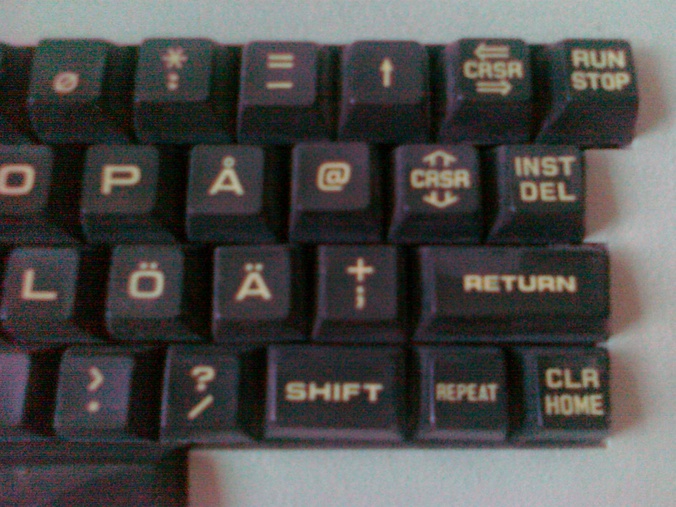 ø * : = − ↑ ⇐ CRSR ⇒ RUN STOP
O P Å @ ⇑ CRSR ⇓ INST DEL
L Ö Ä + ; RETURN
> . ? / SHIFT REPEAT CLR HOME